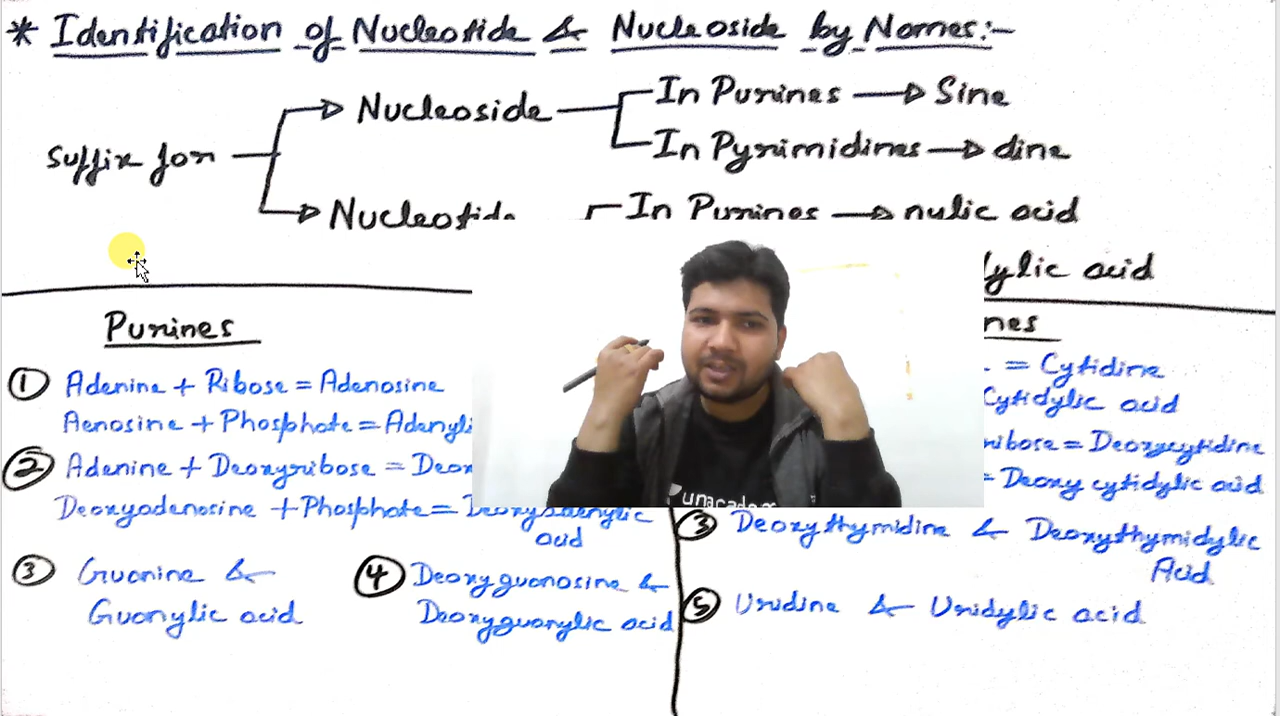 * Identification of Nucleotide & Nucleoside by Names:-
Suffix for
Nucleoside
In Purines → Sine
In Pyrimidines → dine
Nucleotide
In Purines → nylic acid
dylic acid
Purines
① Adenine + Ribose = Adenosine
Aenosine + Phosphate = Adenyli
② Adenine + Deoxyribose = Deox
Deoxyadenosine + Phosphate = Deoxyadenylic acid
③ Guanine &
Guanylic acid
④ Deoxyguanosine &
Deoxyguanylic acid
nes
= Cytidine
Cytidylic acid
ribose = Deoxycytidine
= Deoxy cytidylic acid
③ Deoxythymidine & Deoxythymidylic
Acid
⑤ Uridine & Uridylic acid
unacadem